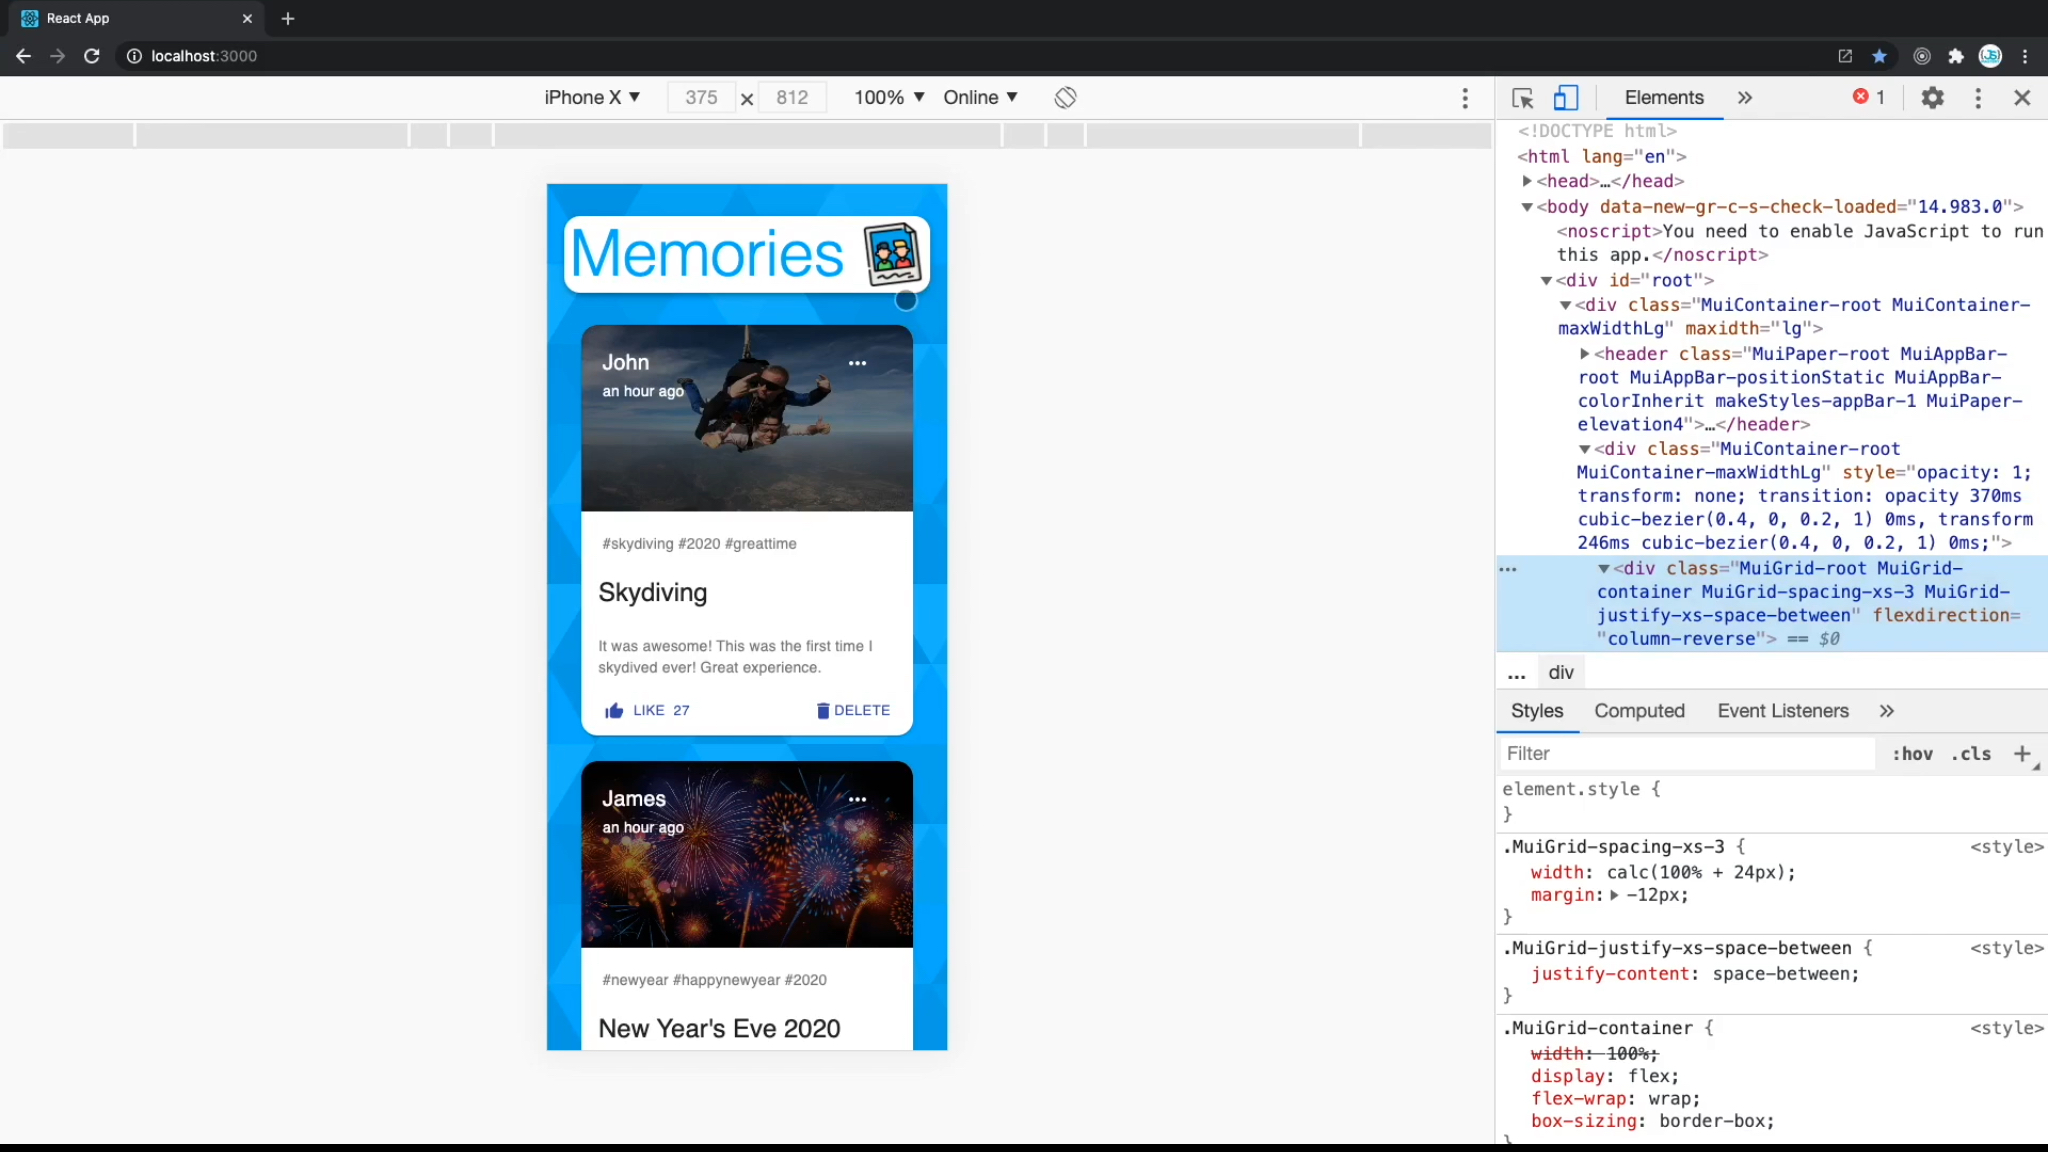 React App
localhost:3000
iPhone X ▼ 375 × 812 100% ▼ Online ▼
Memories
John
an hour ago
#skydiving #2020 #greattime
Skydiving
It was awesome! This was the first time I
skydived ever! Great experience.
LIKE 27 DELETE
James
an hour ago
#newyear #happynewyear #2020
New Year's Eve 2020
Elements » 1
<!DOCTYPE html>
<html lang="en">
▶<head>…</head>
▼<body data-new-gr-c-s-check-loaded="14.983.0">
<noscript>You need to enable JavaScript to run
this app.</noscript>
▼<div id="root">
▼<div class="MuiContainer-root MuiContainer-
maxWidthLg" maxidth="lg">
▶<header class="MuiPaper-root MuiAppBar-
root MuiAppBar-positionStatic MuiAppBar-
colorInherit makeStyles-appBar-1 MuiPaper-
elevation4">…</header>
▼<div class="MuiContainer-root
MuiContainer-maxWidthLg" style="opacity: 1;
transform: none; transition: opacity 370ms
cubic-bezier(0.4, 0, 0.2, 1) 0ms, transform
246ms cubic-bezier(0.4, 0, 0.2, 1) 0ms;">
… ▼<div class="MuiGrid-root MuiGrid-
container MuiGrid-spacing-xs-3 MuiGrid-
justify-xs-space-between" flexdirection=
"column-reverse"> == $0
… div
Styles Computed Event Listeners »
Filter :hov .cls +
element.style {
}
.MuiGrid-spacing-xs-3 { <style>
width: calc(100% + 24px);
margin: ▶ -12px;
}
.MuiGrid-justify-xs-space-between { <style>
justify-content: space-between;
}
.MuiGrid-container { <style>
width: 100%;
display: flex;
flex-wrap: wrap;
box-sizing: border-box;
}